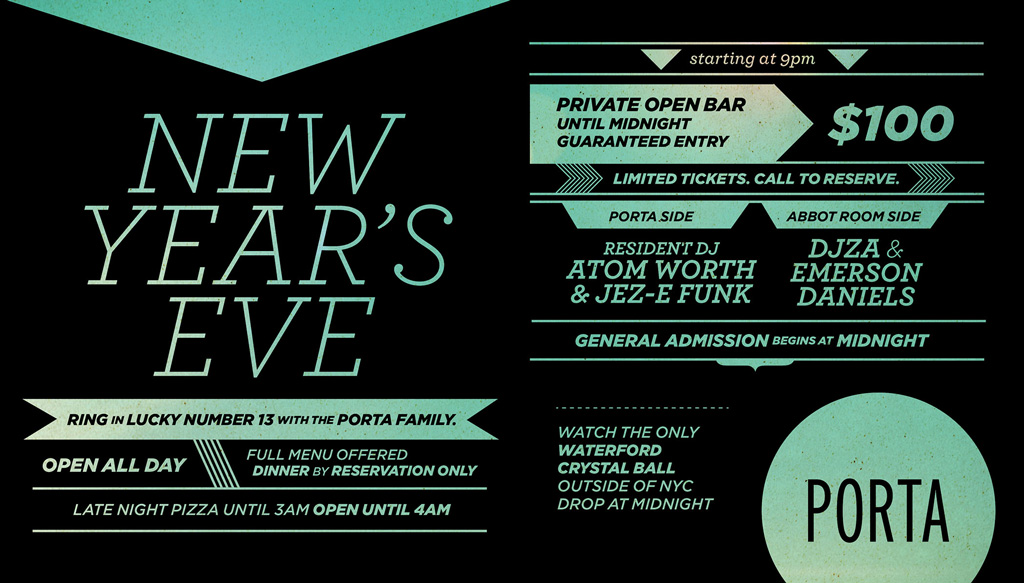 NEW
YEAR'S
EVE
RING IN LUCKY NUMBER 13 WITH THE PORTA FAMILY.
OPEN ALL DAY
FULL MENU OFFERED
DINNER BY RESERVATION ONLY
LATE NIGHT PIZZA UNTIL 3AM OPEN UNTIL 4AM
starting at 9pm
PRIVATE OPEN BAR
UNTIL MIDNIGHT
GUARANTEED ENTRY
$100
LIMITED TICKETS. CALL TO RESERVE.
PORTA SIDE
RESIDENT DJ
ATOM WORTH
& JEZ-E FUNK
ABBOT ROOM SIDE
DJZA &
EMERSON
DANIELS
GENERAL ADMISSION BEGINS AT MIDNIGHT
WATCH THE ONLY
WATERFORD
CRYSTAL BALL
OUTSIDE OF NYC
DROP AT MIDNIGHT
PORTA